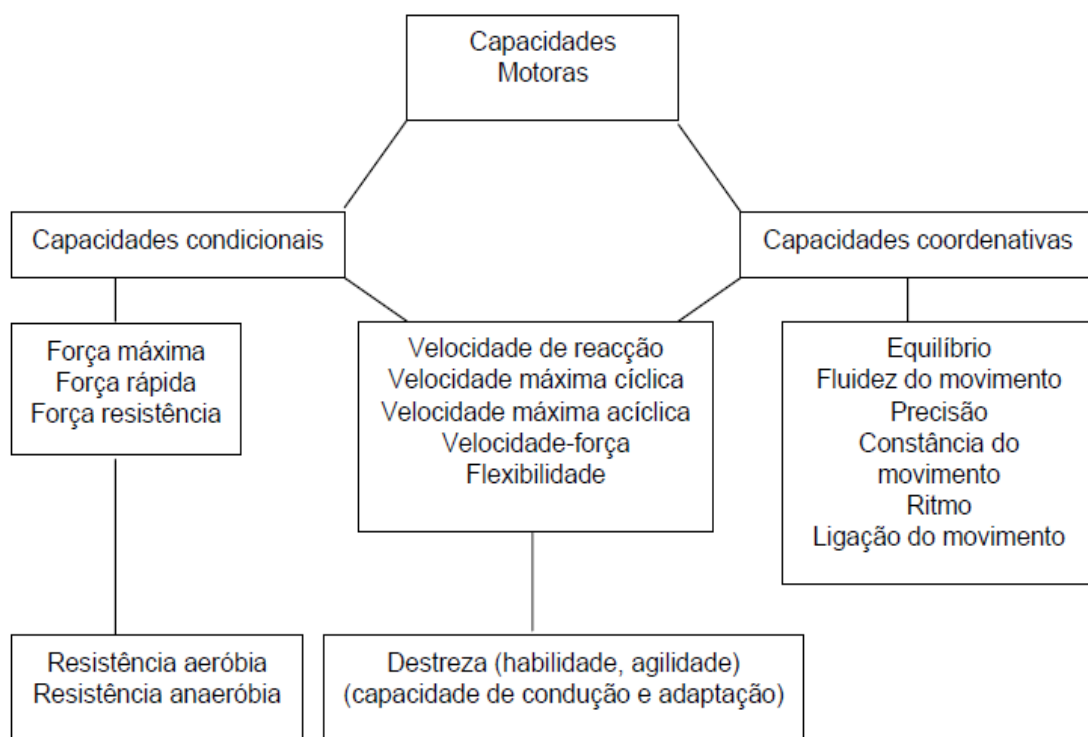 Capacidades
Motoras
Capacidades condicionais
Capacidades coordenativas
Força máxima
Força rápida
Força resistência
Velocidade de reacção
Velocidade máxima cíclica
Velocidade máxima acíclica
Velocidade-força
Flexibilidade
Equilíbrio
Fluidez do movimento
Precisão
Constância do
movimento
Ritmo
Ligação do movimento
Resistência aeróbia
Resistência anaeróbia
Destreza (habilidade, agilidade)
(capacidade de condução e adaptação)